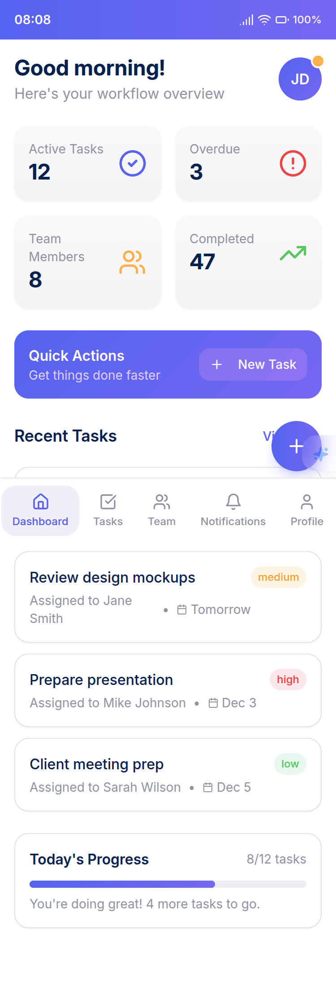 08:08
100%
Good morning!
JD
Here's your workflow overview
Active Tasks
12
Overdue
3
Team
Members
8
Completed
47
Quick Actions
Get things done faster
New Task
Recent Tasks
Dashboard
Tasks
Team
Notifications
Profile
Review design mockups
medium
Assigned to Jane
Smith
• Tomorrow
Prepare presentation
high
Assigned to Mike Johnson • Dec 3
Client meeting prep
low
Assigned to Sarah Wilson • Dec 5
Today's Progress
8/12 tasks
You're doing great! 4 more tasks to go.